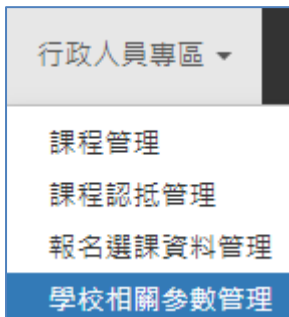 行政人員專區
課程管理
課程認抵管理
報名選課資料管理
學校相關參數管理